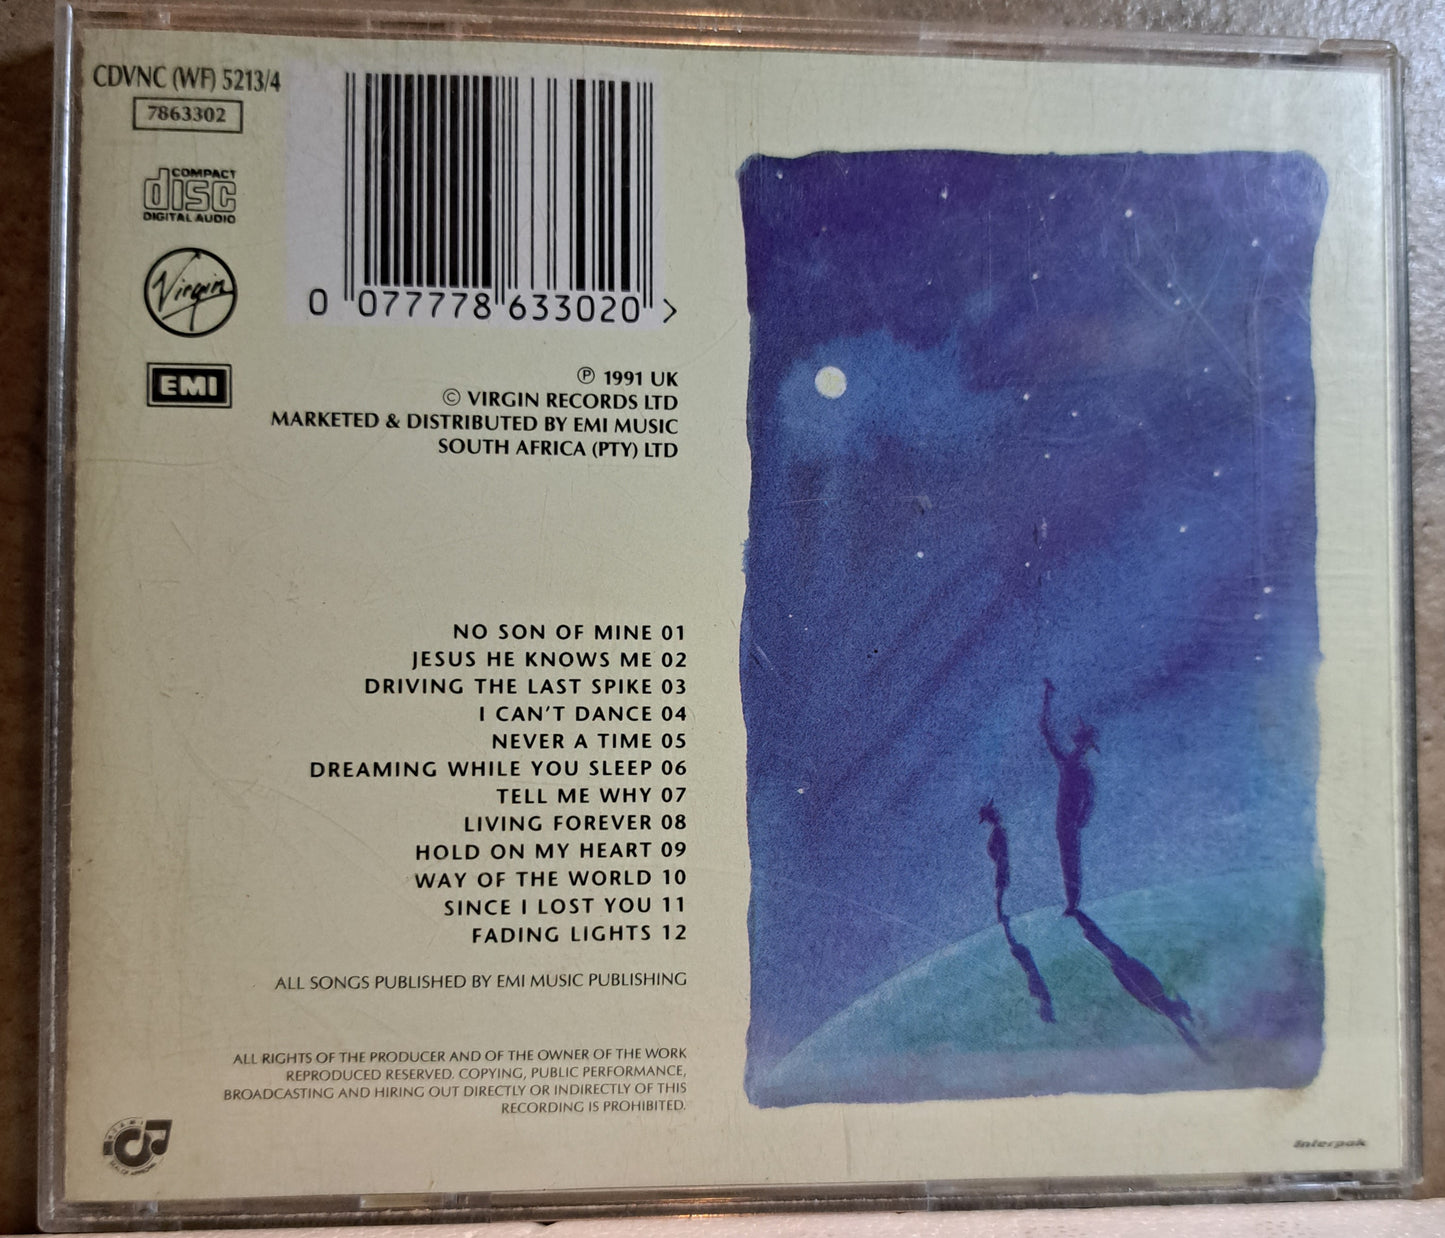 CDVNC (WF) 5213/4
7863302
COMPACT
disc
DIGITAL AUDIO
Virgin
EMI
0 077778 633020 >
℗ 1991 UK
© VIRGIN RECORDS LTD
MARKETED & DISTRIBUTED BY EMI MUSIC
SOUTH AFRICA (PTY) LTD
NO SON OF MINE 01
JESUS HE KNOWS ME 02
DRIVING THE LAST SPIKE 03
I CAN'T DANCE 04
NEVER A TIME 05
DREAMING WHILE YOU SLEEP 06
TELL ME WHY 07
LIVING FOREVER 08
HOLD ON MY HEART 09
WAY OF THE WORLD 10
SINCE I LOST YOU 11
FADING LIGHTS 12
ALL SONGS PUBLISHED BY EMI MUSIC PUBLISHING
ALL RIGHTS OF THE PRODUCER AND OF THE OWNER OF THE WORK
REPRODUCED RESERVED. COPYING, PUBLIC PERFORMANCE,
BROADCASTING AND HIRING OUT DIRECTLY OR INDIRECTLY OF THIS
RECORDING IS PROHIBITED.
SEAL OF APPROVAL
Interpak